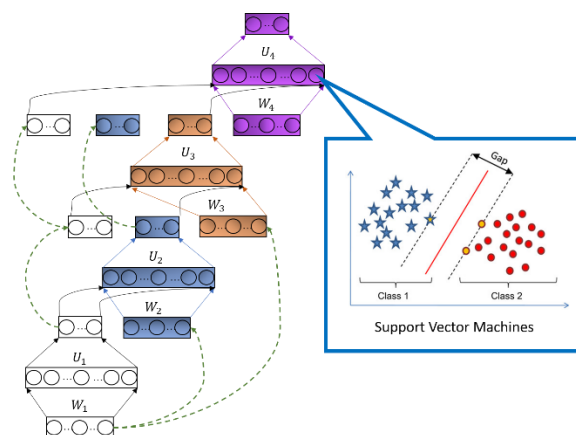 U₄
W₄
U₃
W₃
U₂
W₂
U₁
W₁
Gap
Class 1
Class 2
Support Vector Machines